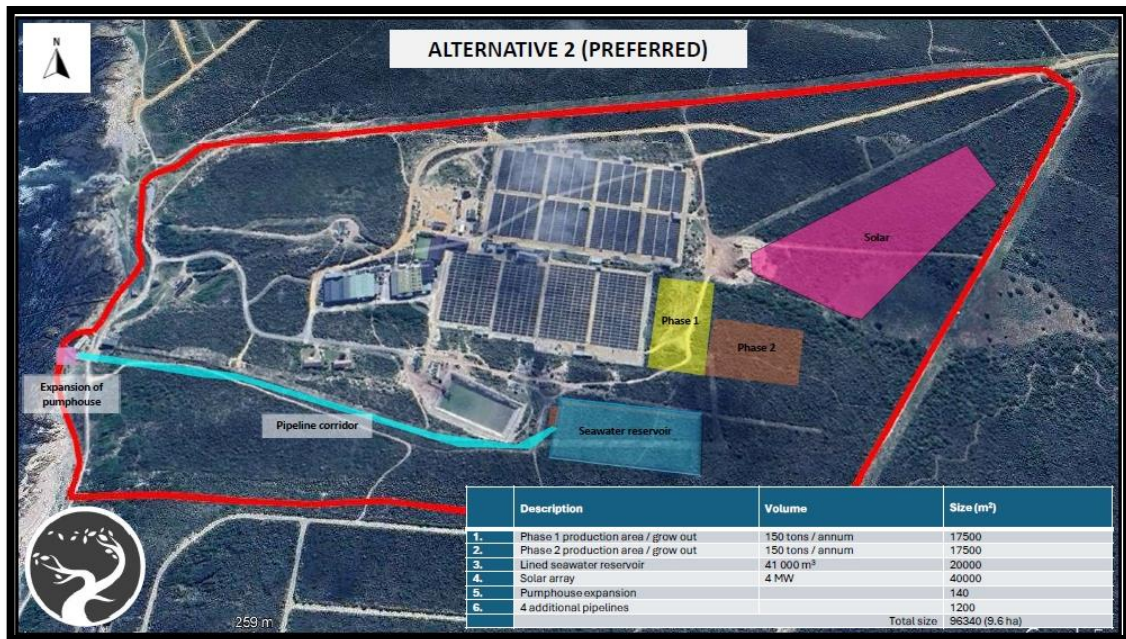 N
ALTERNATIVE 2 (PREFERRED)
Solar
Phase 1
Phase 2
Expansion of
pumphouse
Pipeline corridor
Seawater reservoir
Description Volume Size (m²)
1. Phase 1 production area / grow out 150 tons / annum 17500
2. Phase 2 production area / grow out 150 tons / annum 17500
3. Lined seawater reservoir 41 000 m³ 20000
4. Solar array 4 MW 40000
5. Pumphouse expansion 140
6. 4 additional pipelines 1200
Total size 96340 (9.6 ha)
259 m